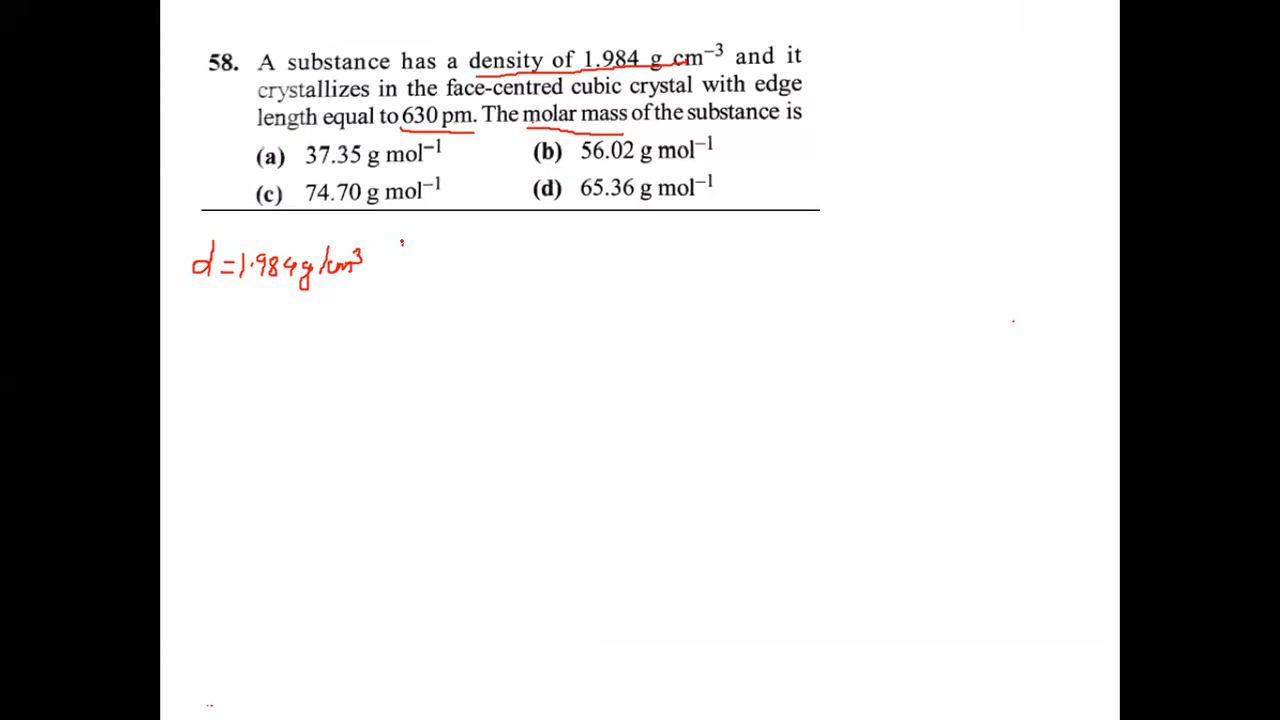 58. A substance has a density of 1.984 g cm⁻³ and it
crystallizes in the face-centred cubic crystal with edge
length equal to 630 pm. The molar mass of the substance is
(a) 37.35 g mol⁻¹ (b) 56.02 g mol⁻¹
(c) 74.70 g mol⁻¹ (d) 65.36 g mol⁻¹
d = 1.984 g/cm³